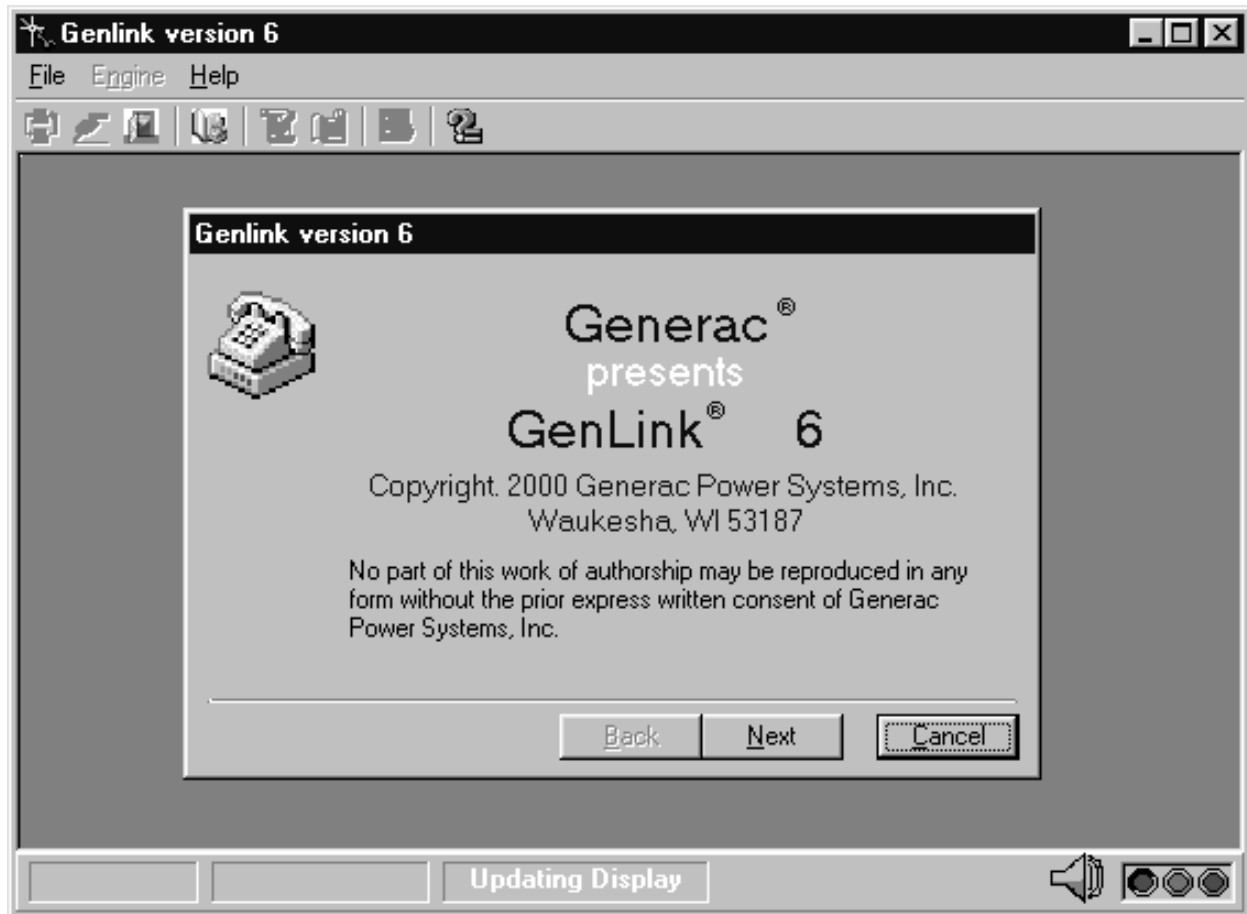 Genlink version 6
File Engine Help
Genlink version 6
Generac®
presents
GenLink® 6
Copyright. 2000 Generac Power Systems, Inc.
Waukesha, WI 53187
No part of this work of authorship may be reproduced in any
form without the prior express written consent of Generac
Power Systems, Inc.
Back Next Cancel
Updating Display